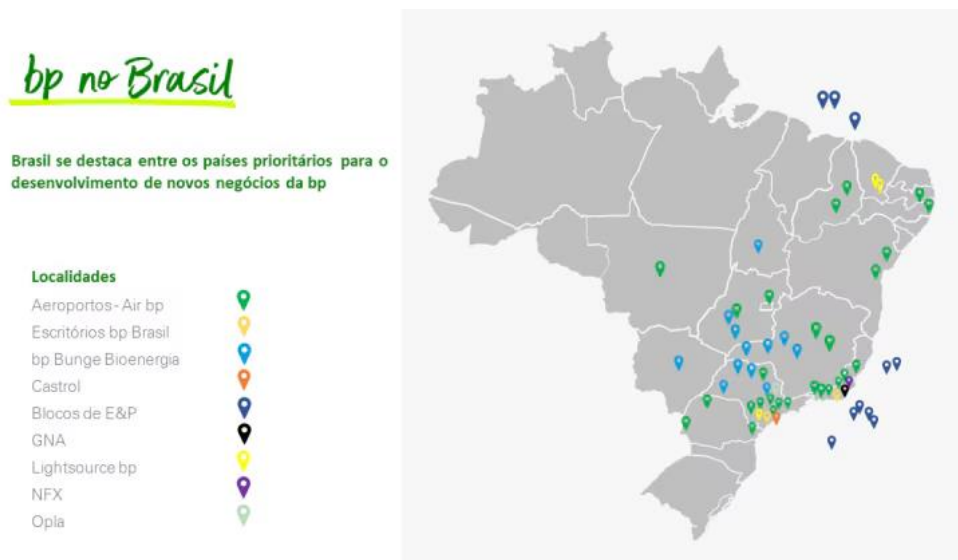 bp no Brasil
Brasil se destaca entre os países prioritários para o
desenvolvimento de novos negócios da bp
Localidades
Aeroportos - Air bp
Escritórios bp Brasil
bp Bunge Bioenergia
Castrol
Blocos de E&P
GNA
Lightsource bp
NFX
Opla